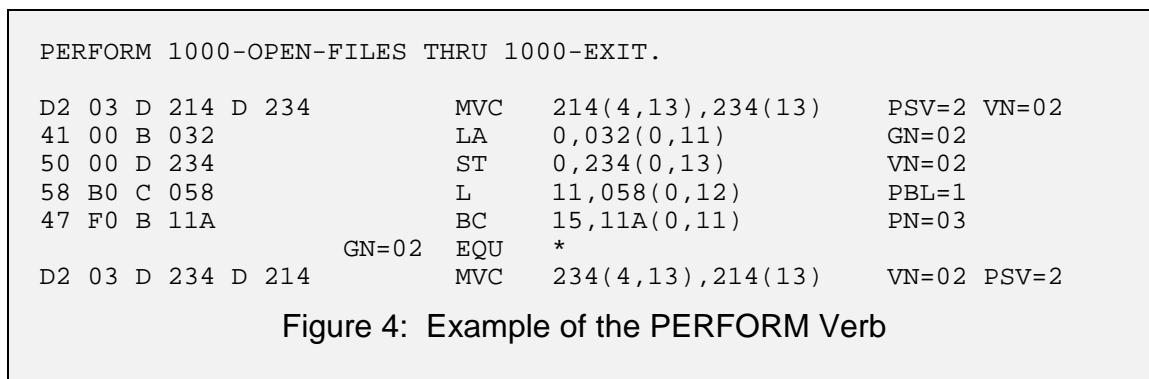 PERFORM 1000-OPEN-FILES THRU 1000-EXIT.
D2 03 D 214 D 234 MVC 214(4,13),234(13) PSV=2 VN=02
41 00 B 032 LA 0,032(0,11) GN=02
50 00 D 234 ST 0,234(0,13) VN=02
58 B0 C 058 L 11,058(0,12) PBL=1
47 F0 B 11A BC 15,11A(0,11) PN=03
GN=02 EQU *
D2 03 D 234 D 214 MVC 234(4,13),214(13) VN=02 PSV=2
Figure 4: Example of the PERFORM Verb